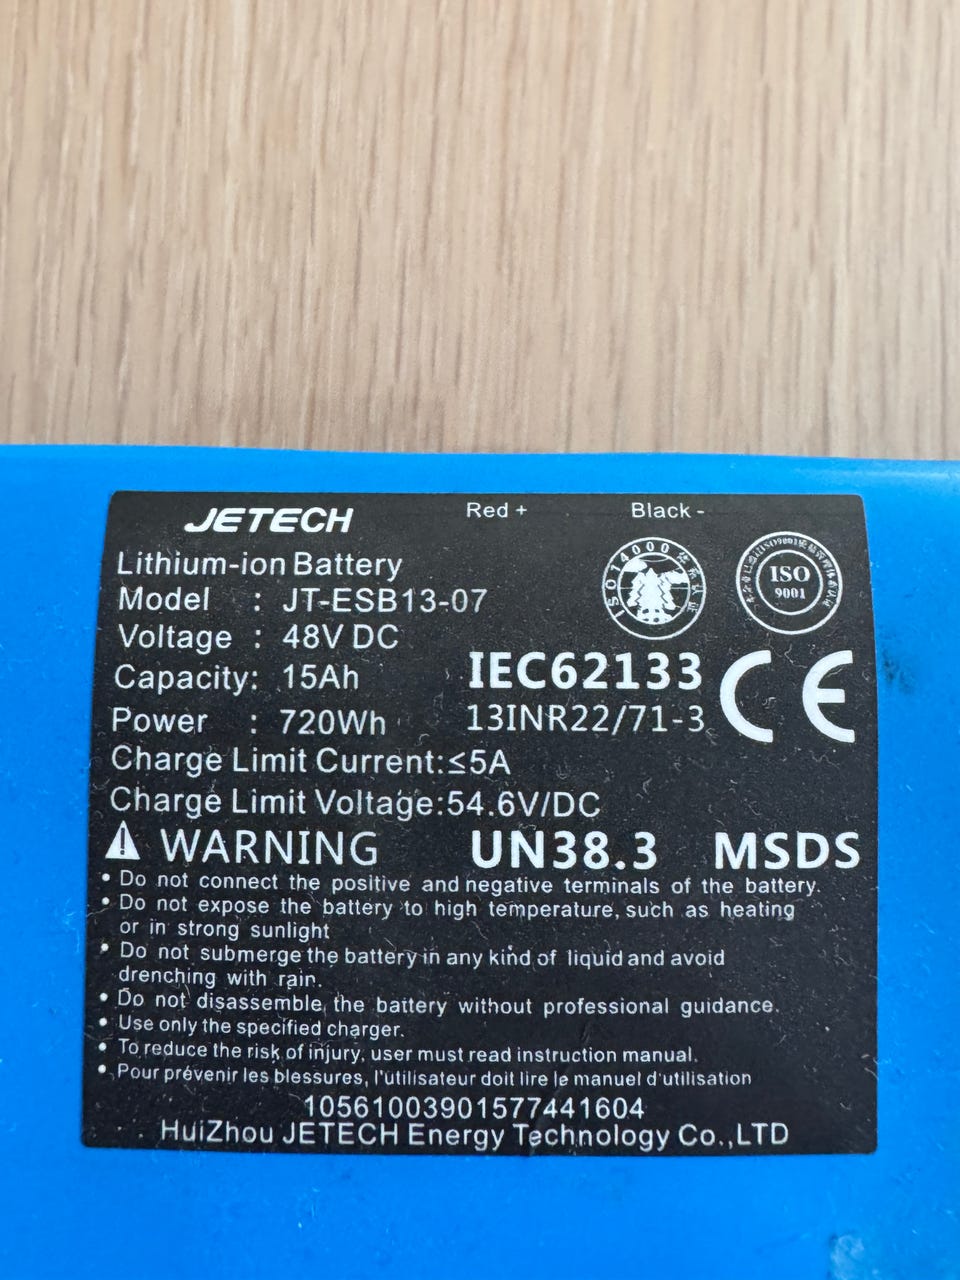 JETECH
Red + Black -
Lithium-ion Battery
Model : JT-ESB13-07
Voltage : 48V DC
Capacity: 15Ah
Power : 720Wh
ISO14000
ISO
9001
IEC62133
13INR22/71-3
CE
Charge Limit Current:≤5A
Charge Limit Voltage:54.6V/DC
WARNING UN38.3 MSDS
• Do not connect the positive and negative terminals of the battery.
• Do not expose the battery to high temperature, such as heating
or in strong sunlight
• Do not submerge the battery in any kind of liquid and avoid
drenching with rain.
• Do not disassemble the battery without professional guidance.
• Use only the specified charger.
• To reduce the risk of injury, user must read instruction manual.
• Pour prévenir les blessures, l'utilisateur doit lire le manuel d'utilisation
10561003901577441604
HuiZhou JETECH Energy Technology Co.,LTD